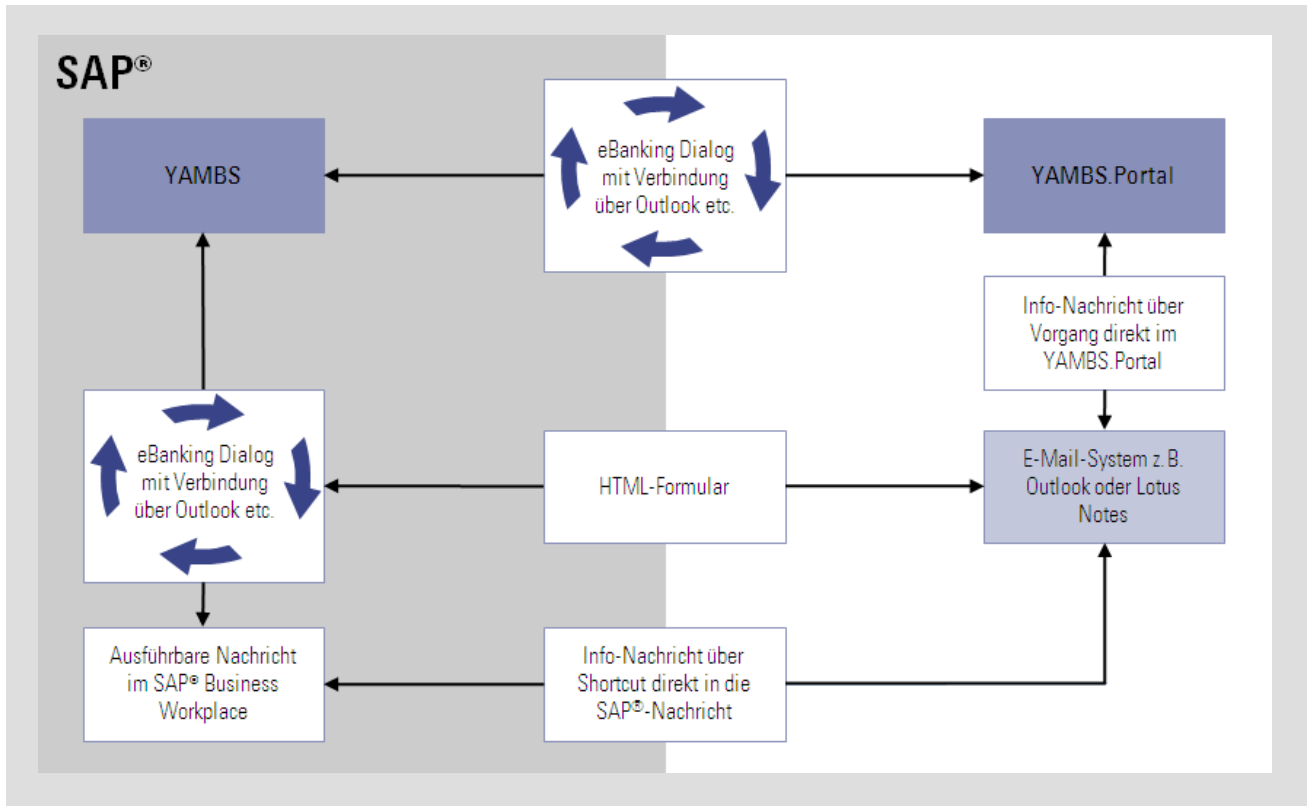 SAP®
YAMBS
eBanking Dialog
mit Verbindung
über Outlook etc.
YAMBS.Portal
Info-Nachricht über
Vorgang direkt im
YAMBS.Portal
eBanking Dialog
mit Verbindung
über Outlook etc.
HTML-Formular
E-Mail-System z. B.
Outlook oder Lotus
Notes
Ausführbare Nachricht
im SAP® Business
Workplace
Info-Nachricht über
Shortcut direkt in die
SAP®-Nachricht